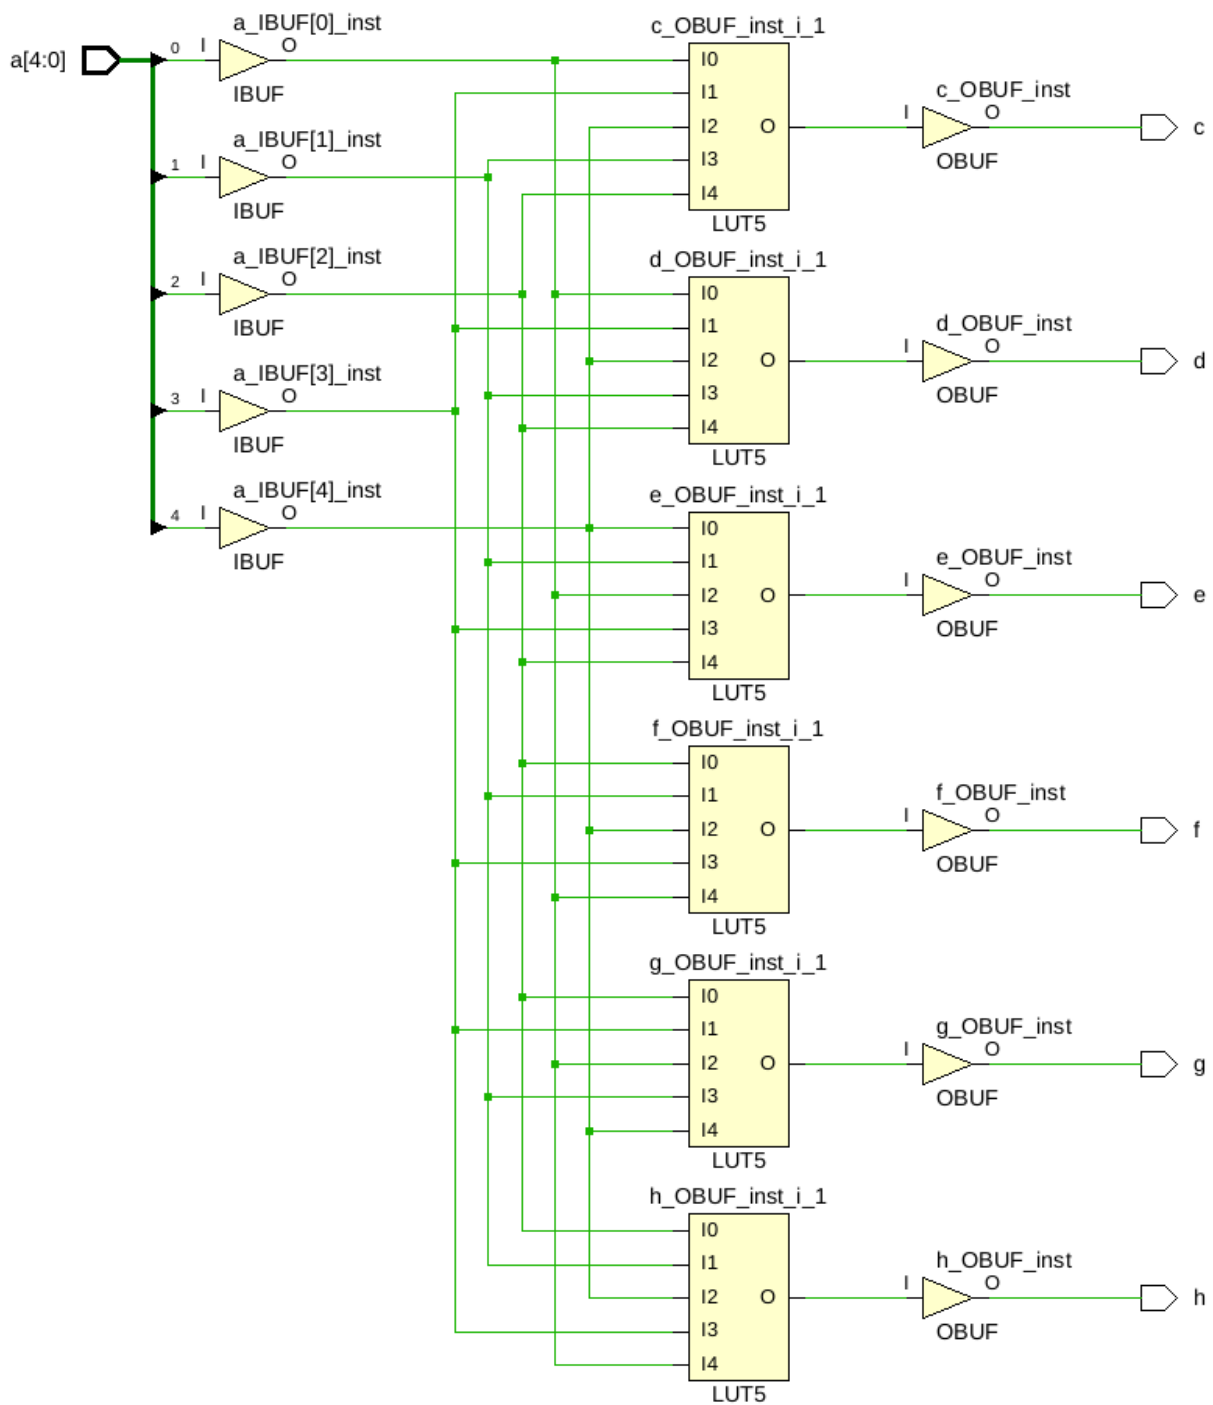 a[4:0]
0
I
a_IBUF[0]_inst
O
IBUF
1
I
a_IBUF[1]_inst
O
IBUF
2
I
a_IBUF[2]_inst
O
IBUF
3
I
a_IBUF[3]_inst
O
IBUF
4
I
a_IBUF[4]_inst
O
IBUF
c_OBUF_inst_i_1
I0
I1
I2
I3
I4
O
LUT5
I
c_OBUF_inst
O
OBUF
c
d_OBUF_inst_i_1
I0
I1
I2
I3
I4
O
LUT5
I
d_OBUF_inst
O
OBUF
d
e_OBUF_inst_i_1
I0
I1
I2
I3
I4
O
LUT5
I
e_OBUF_inst
O
OBUF
e
f_OBUF_inst_i_1
I0
I1
I2
I3
I4
O
LUT5
I
f_OBUF_inst
O
OBUF
f
g_OBUF_inst_i_1
I0
I1
I2
I3
I4
O
LUT5
I
g_OBUF_inst
O
OBUF
g
h_OBUF_inst_i_1
I0
I1
I2
I3
I4
O
LUT5
I
h_OBUF_inst
O
OBUF
h